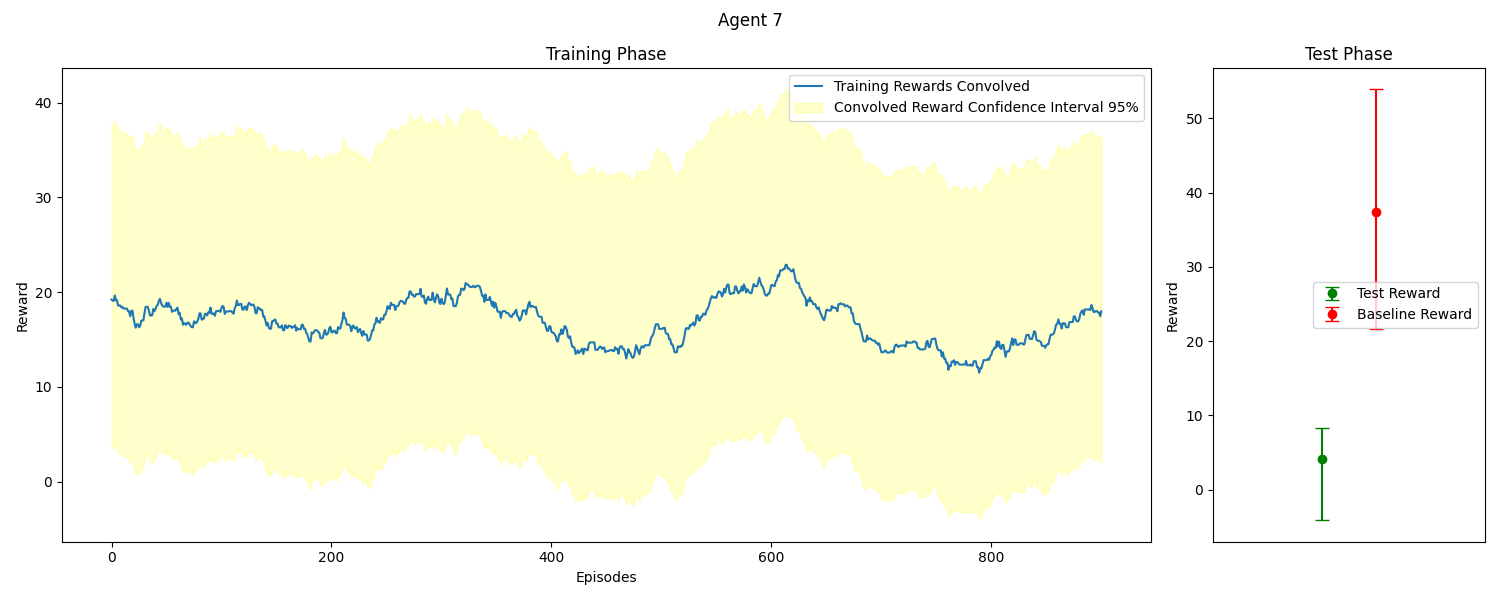 Agent 7
Training Phase
Training Rewards Convolved
Convolved Reward Confidence Interval 95%
Reward
40
30
20
10
0
0 200 400 600 800
Episodes
Test Phase
Test Reward
Baseline Reward
Reward
50
40
30
20
10
0